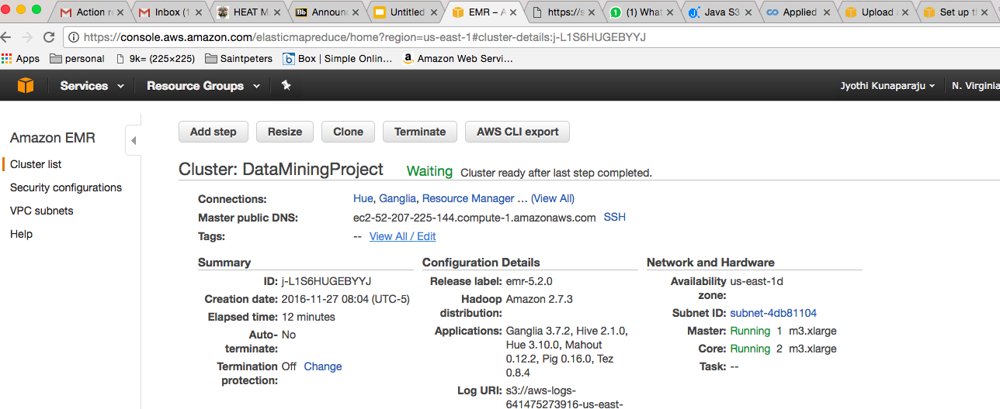 Action r
Inbox (1
HEAT M
Announ
Untitled
EMR – A
https://s
(1) What
Java S3
Applied
Upload
Set up t
https://console.aws.amazon.com/elasticmapreduce/home?region=us-east-1#cluster-details:j-L1S6HUGEBYYJ
Apps personal 9k= (225×225) Saintpeters Box | Simple Onlin... Amazon Web Servi...
Services Resource Groups Jyothi Kunaparaju N. Virginia
Amazon EMR
Cluster list
Security configurations
VPC subnets
Help
Add step Resize Clone Terminate AWS CLI export
Cluster: DataMiningProject Waiting Cluster ready after last step completed.
Connections: Hue, Ganglia, Resource Manager ... (View All)
Master public DNS: ec2-52-207-225-144.compute-1.amazonaws.com SSH
Tags: -- View All / Edit
Summary
ID: j-L1S6HUGEBYYJ
Creation date: 2016-11-27 08:04 (UTC-5)
Elapsed time: 12 minutes
Auto- No
terminate:
Termination Off Change
protection:
Configuration Details
Release label: emr-5.2.0
Hadoop Amazon 2.7.3
distribution:
Applications: Ganglia 3.7.2, Hive 2.1.0,
Hue 3.10.0, Mahout
0.12.2, Pig 0.16.0, Tez
0.8.4
Log URI: s3://aws-logs-
641475273916-us-east-
Network and Hardware
Availability us-east-1d
zone:
Subnet ID: subnet-4db81104
Master: Running 1 m3.xlarge
Core: Running 2 m3.xlarge
Task: --